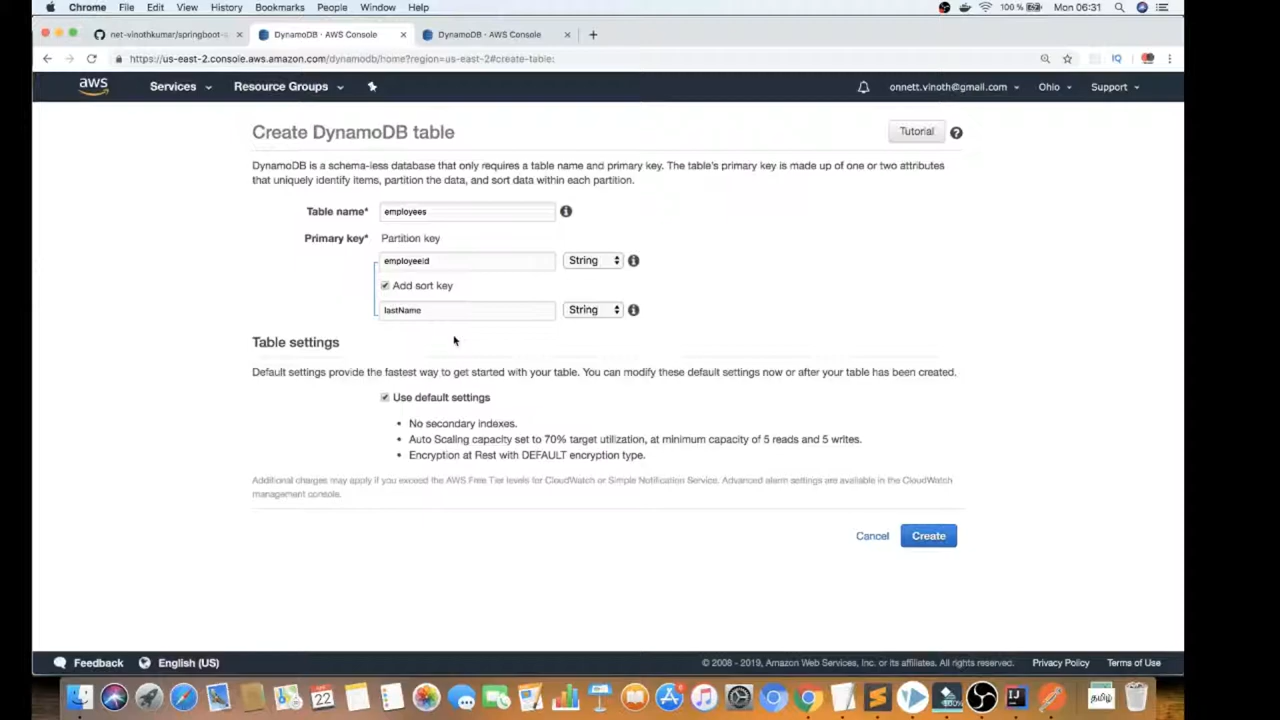 Chrome File Edit View History Bookmarks People Window Help 100 % Mon 06:31
net-vinothkumar/springboot-a DynamoDB · AWS Console DynamoDB · AWS Console
https://us-east-2.console.aws.amazon.com/dynamodb/home?region=us-east-2#create-table:
aws Services Resource Groups onnett.vinoth@gmail.com Ohio Support
Create DynamoDB table Tutorial
DynamoDB is a schema-less database that only requires a table name and primary key. The table's primary key is made up of one or two attributes
that uniquely identify items, partition the data, and sort data within each partition.
Table name* employees
Primary key* Partition key
employeeId String
Add sort key
lastName String
Table settings
Default settings provide the fastest way to get started with your table. You can modify these default settings now or after your table has been created.
Use default settings
• No secondary indexes.
• Auto Scaling capacity set to 70% target utilization, at minimum capacity of 5 reads and 5 writes.
• Encryption at Rest with DEFAULT encryption type.
Additional charges may apply if you exceed the AWS Free Tier levels for CloudWatch or Simple Notification Service. Advanced alarm settings are available in the CloudWatch
management console.
Cancel Create
Feedback English (US) © 2008 - 2019, Amazon Web Services, Inc. or its affiliates. All rights reserved. Privacy Policy Terms of Use
22 100% தமிழ்